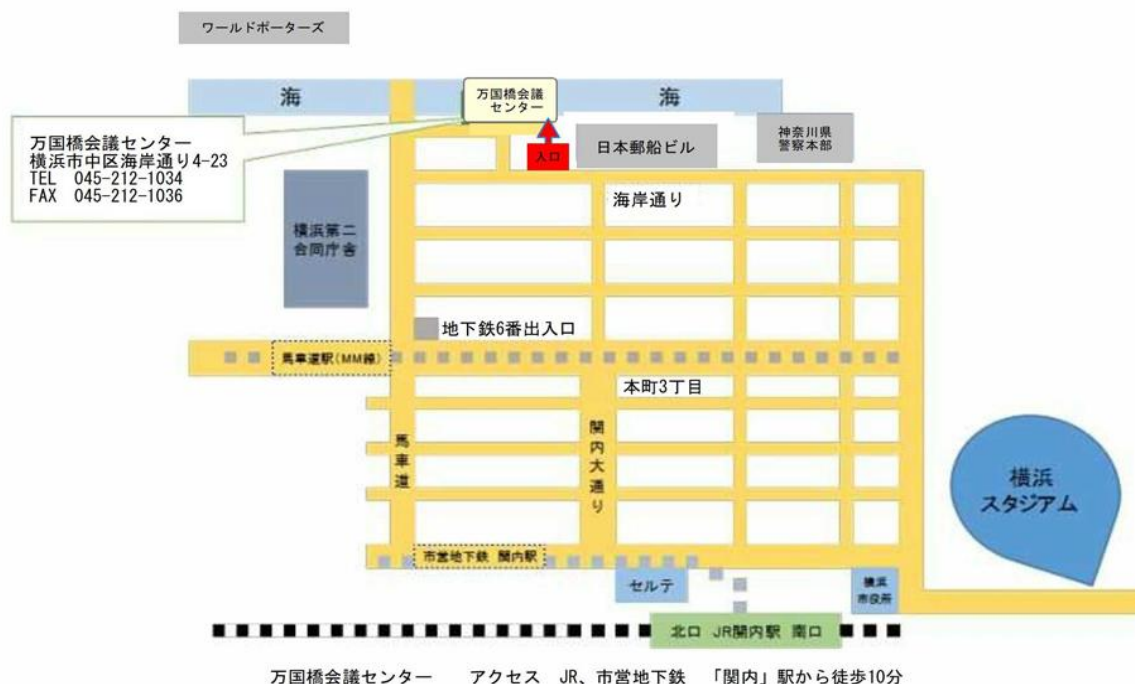 ワールドポーターズ
海
万国橋会議
センター
海
万国橋会議センター
横浜市中区海岸通り4-23
TEL 045-212-1034
FAX 045-212-1036
入口
日本郵船ビル
神奈川県
警察本部
海岸通り
横浜第二
合同庁舎
地下鉄6番出入口
馬車道駅(MM線)
本町3丁目
馬車道
関内大通り
横浜
スタジアム
市営地下鉄 関内駅
セルテ
横浜
市役所
北口 JR関内駅 南口
万国橋会議センター アクセス JR、市営地下鉄 「関内」駅から徒歩10分